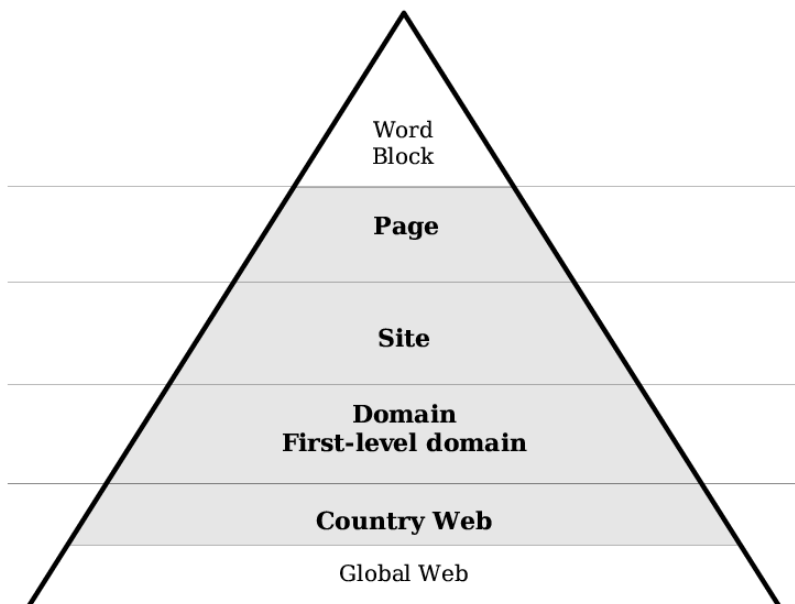 Word
Block
Page
Site
Domain
First-level domain
Country Web
Global Web